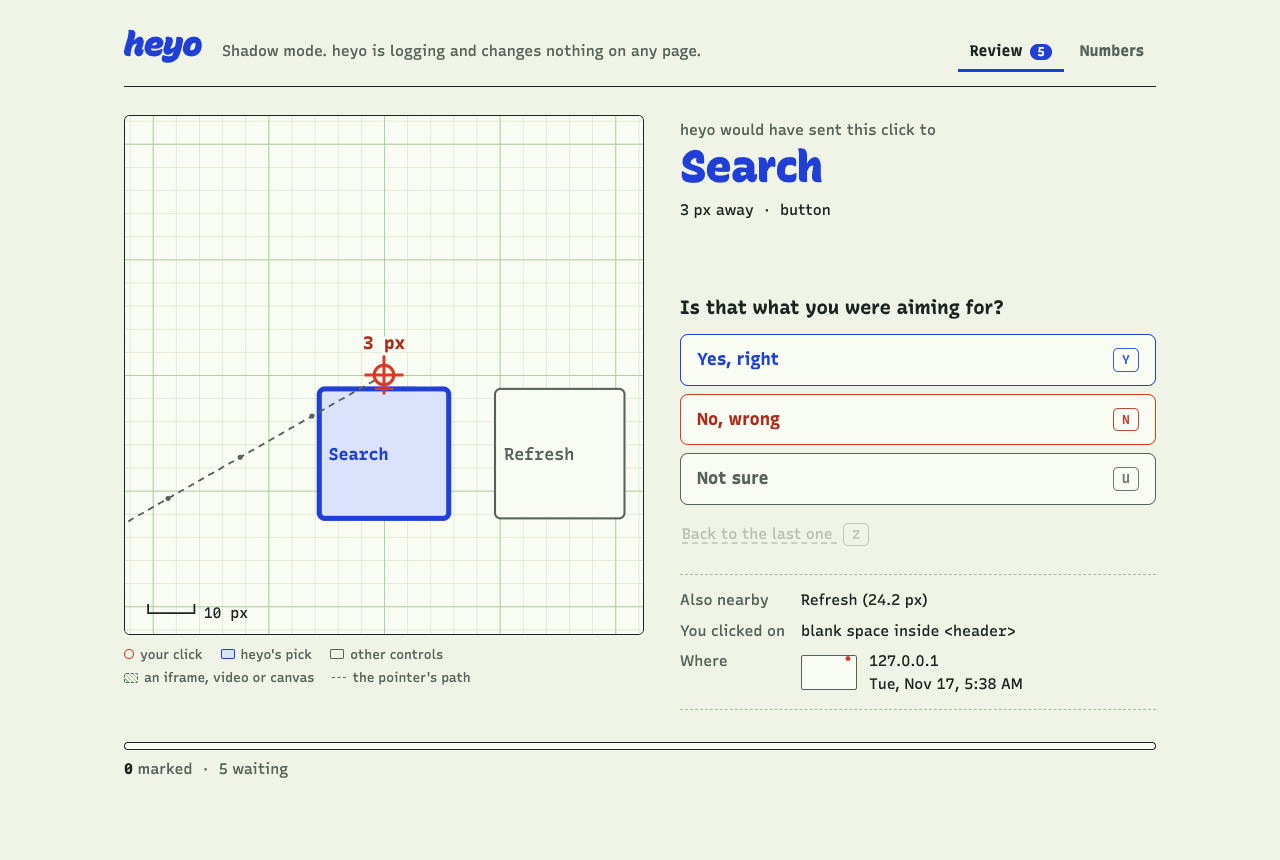 heyo
Shadow mode. heyo is logging and changes nothing on any page.
Review 5
Numbers
3 px
Search
Refresh
10 px
your click
heyo's pick
other controls
an iframe, video or canvas
the pointer's path
heyo would have sent this click to
Search
3 px away · button
Is that what you were aiming for?
Yes, right Y
No, wrong N
Not sure U
Back to the last one Z
Also nearby Refresh (24.2 px)
You clicked on blank space inside <header>
Where 127.0.0.1
Tue, Nov 17, 5:38 AM
0 marked · 5 waiting